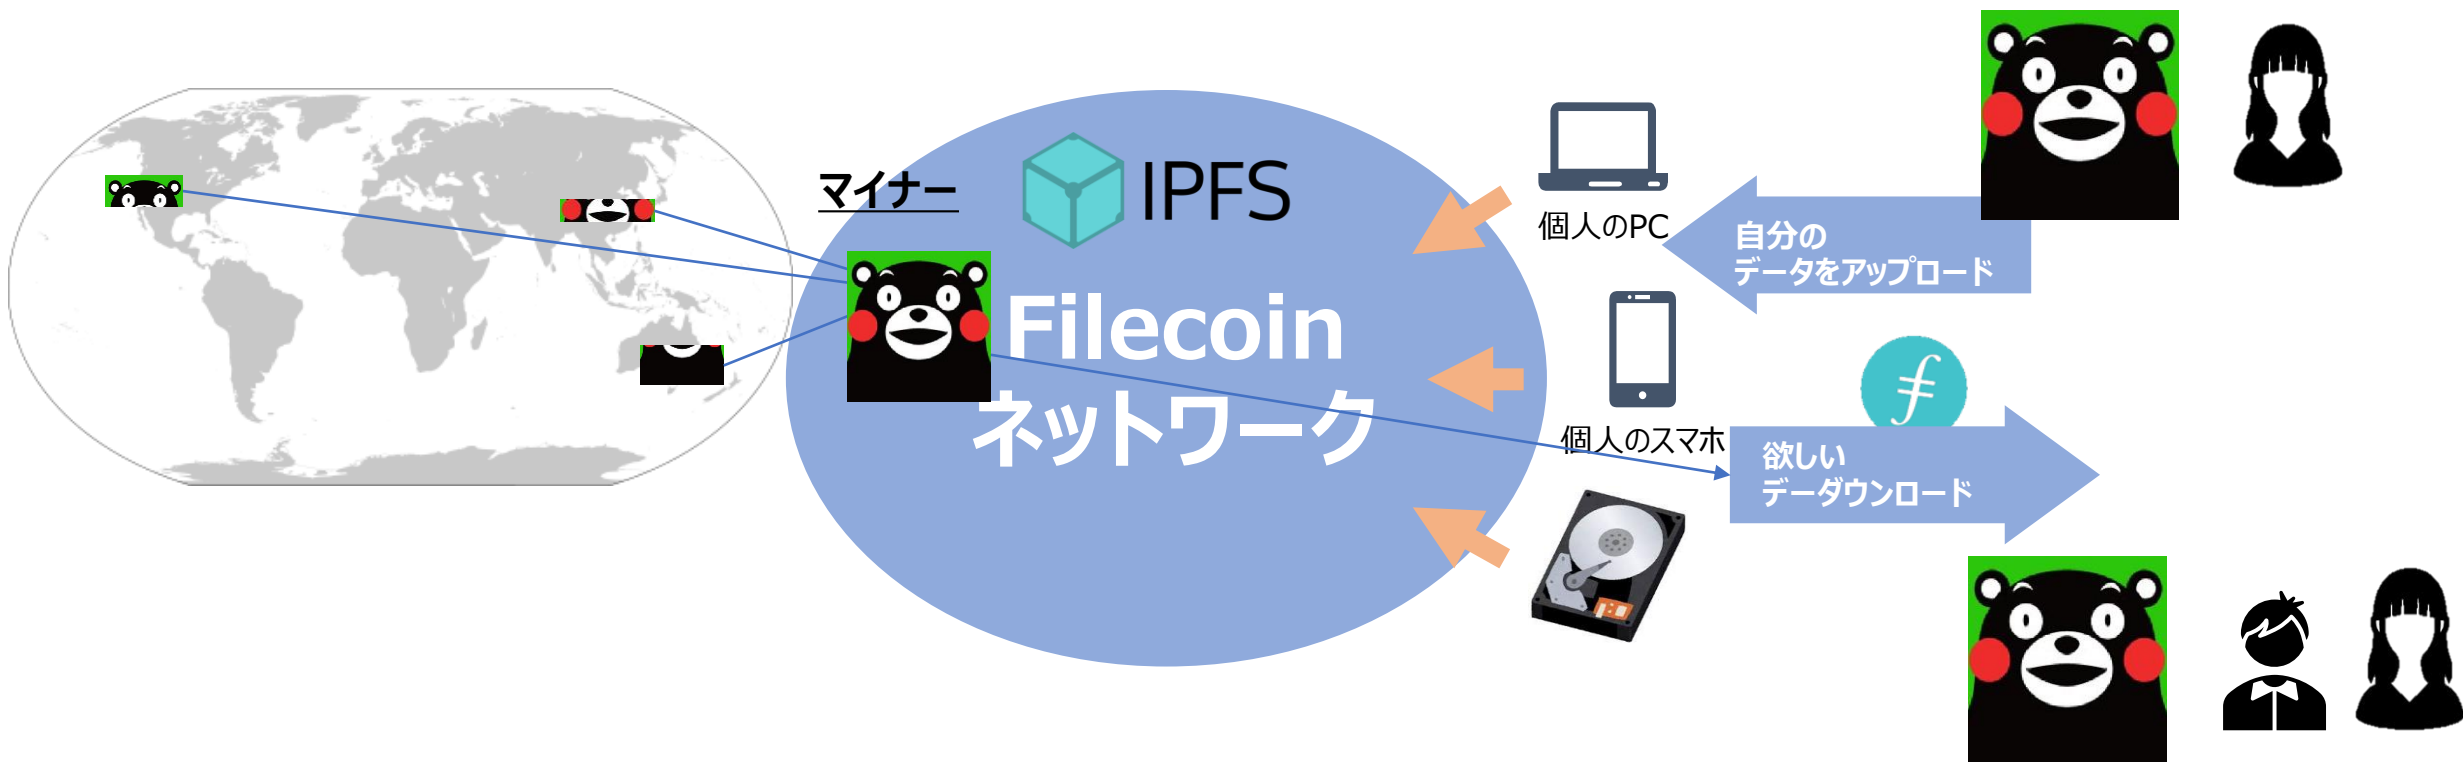 マイナー
IPFS
Filecoin
ネットワーク
個人のPC
自分の
データをアップロード
個人のスマホ
欲しい
デーダウンロード